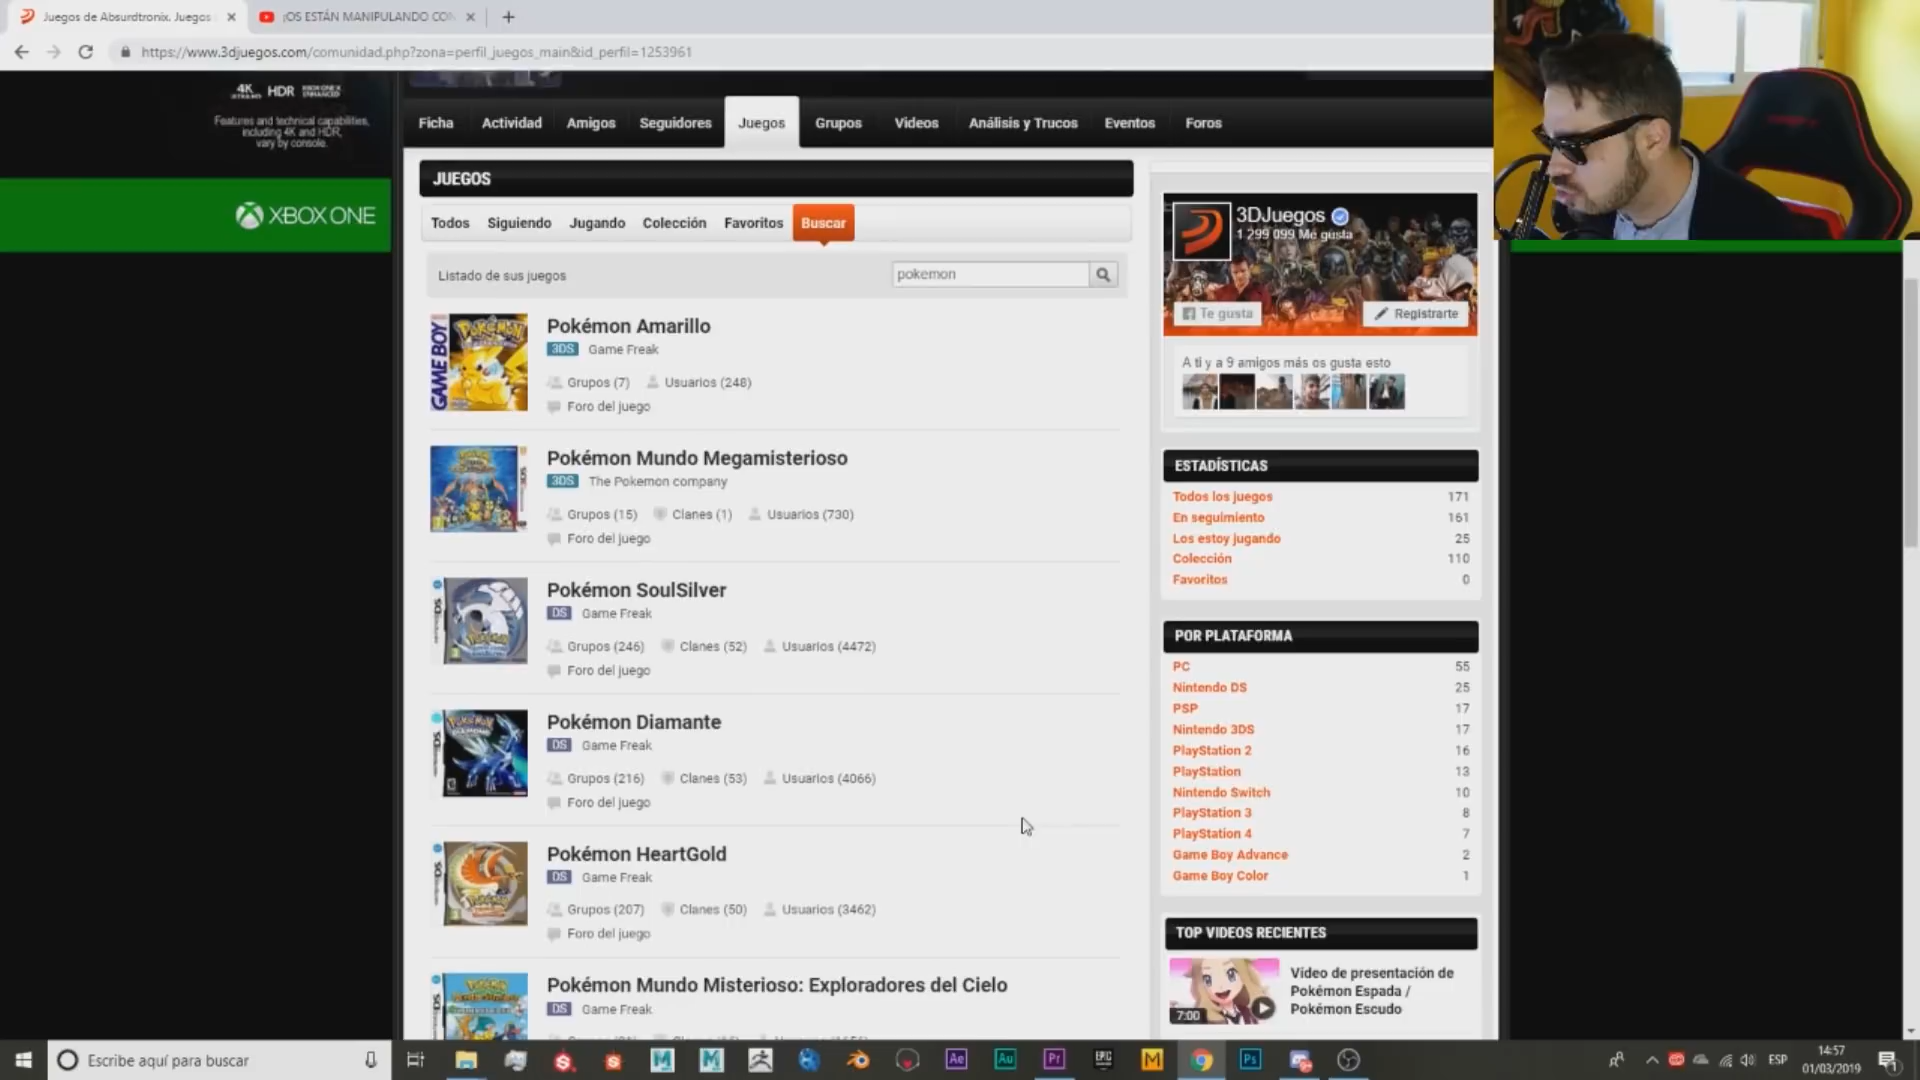 Juegos de Absurdtronix. Juegos
¡OS ESTÁN MANIPULANDO CON
https://www.3djuegos.com/comunidad.php?zona=perfil_juegos_main&id_perfil=1253961
4K HDR
Features and technical capabilities,
including 4K and HDR,
vary by console.
XBOX ONE
Ficha Actividad Amigos Seguidores Juegos Grupos Videos Análisis y Trucos Eventos Foros
JUEGOS
Todos Siguiendo Jugando Colección Favoritos Buscar
Listado de sus juegos
pokemon
GAME BOY
Pokémon Amarillo
3DS Game Freak
Grupos (7) Usuarios (248)
Foro del juego
Pokémon Mundo Megamisterioso
3DS The Pokemon company
Grupos (15) Clanes (1) Usuarios (730)
Foro del juego
Pokémon SoulSilver
DS Game Freak
Grupos (246) Clanes (52) Usuarios (4472)
Foro del juego
Pokémon Diamante
DS Game Freak
Grupos (216) Clanes (53) Usuarios (4066)
Foro del juego
Pokémon HeartGold
DS Game Freak
Grupos (207) Clanes (50) Usuarios (3462)
Foro del juego
Pokémon Mundo Misterioso: Exploradores del Cielo
DS Game Freak
3DJuegos
1 299 099 Me gusta
Te gusta
Registrarte
A ti y a 9 amigos más os gusta esto
ESTADÍSTICAS
Todos los juegos 171
En seguimiento 161
Los estoy jugando 25
Colección 110
Favoritos 0
POR PLATAFORMA
PC 55
Nintendo DS 25
PSP 17
Nintendo 3DS 17
PlayStation 2 16
PlayStation 13
Nintendo Switch 10
PlayStation 3 8
PlayStation 4 7
Game Boy Advance 2
Game Boy Color 1
TOP VIDEOS RECIENTES
7:00
Vídeo de presentación de
Pokémon Espada /
Pokémon Escudo
Escribe aquí para buscar
Ae Au Pr EPIC M Ps
ESP
14:57
01/03/2019